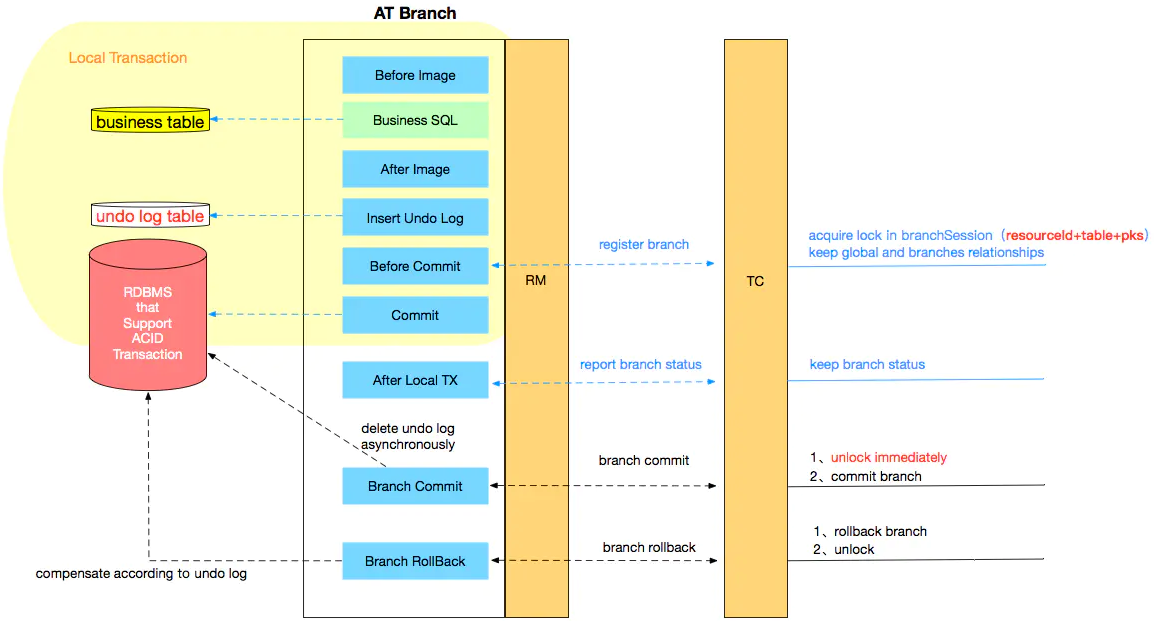 AT Branch
Local Transaction
Before Image
business table
Business SQL
After Image
undo log table
Insert Undo Log
register branch
acquire lock in branchSession（resourceId+table+pks）
keep global and branches relationships
Before Commit
RM
TC
RDBMS
that
Support
ACID
Transaction
Commit
report branch status
keep branch status
After Local TX
delete undo log
asynchronously
branch commit
1、unlock immediately
2、commit branch
Branch Commit
branch rollback
1、rollback branch
2、unlock
Branch RollBack
compensate according to undo log